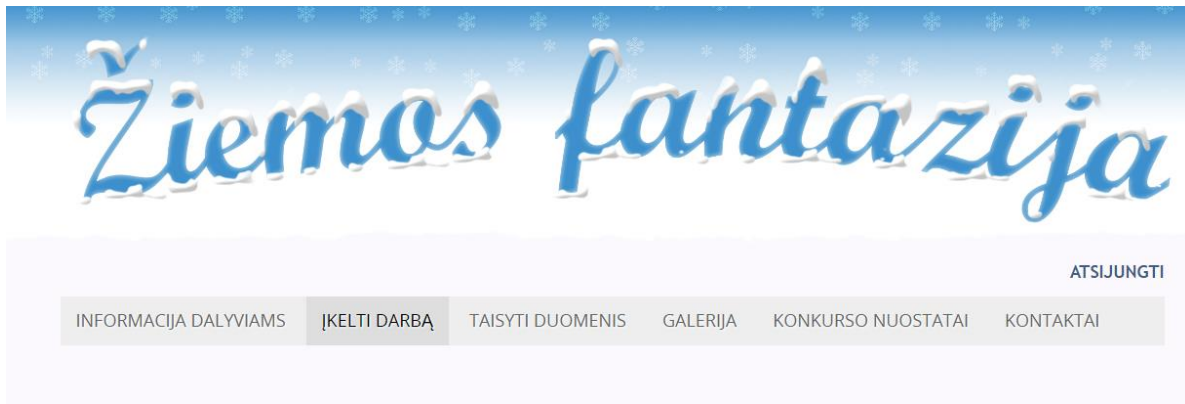 Žiemos fantazija
ATSIJUNGTI
INFORMACIJA DALYVIAMS ĮKELTI DARBĄ TAISYTI DUOMENIS GALERIJA KONKURSO NUOSTATAI KONTAKTAI